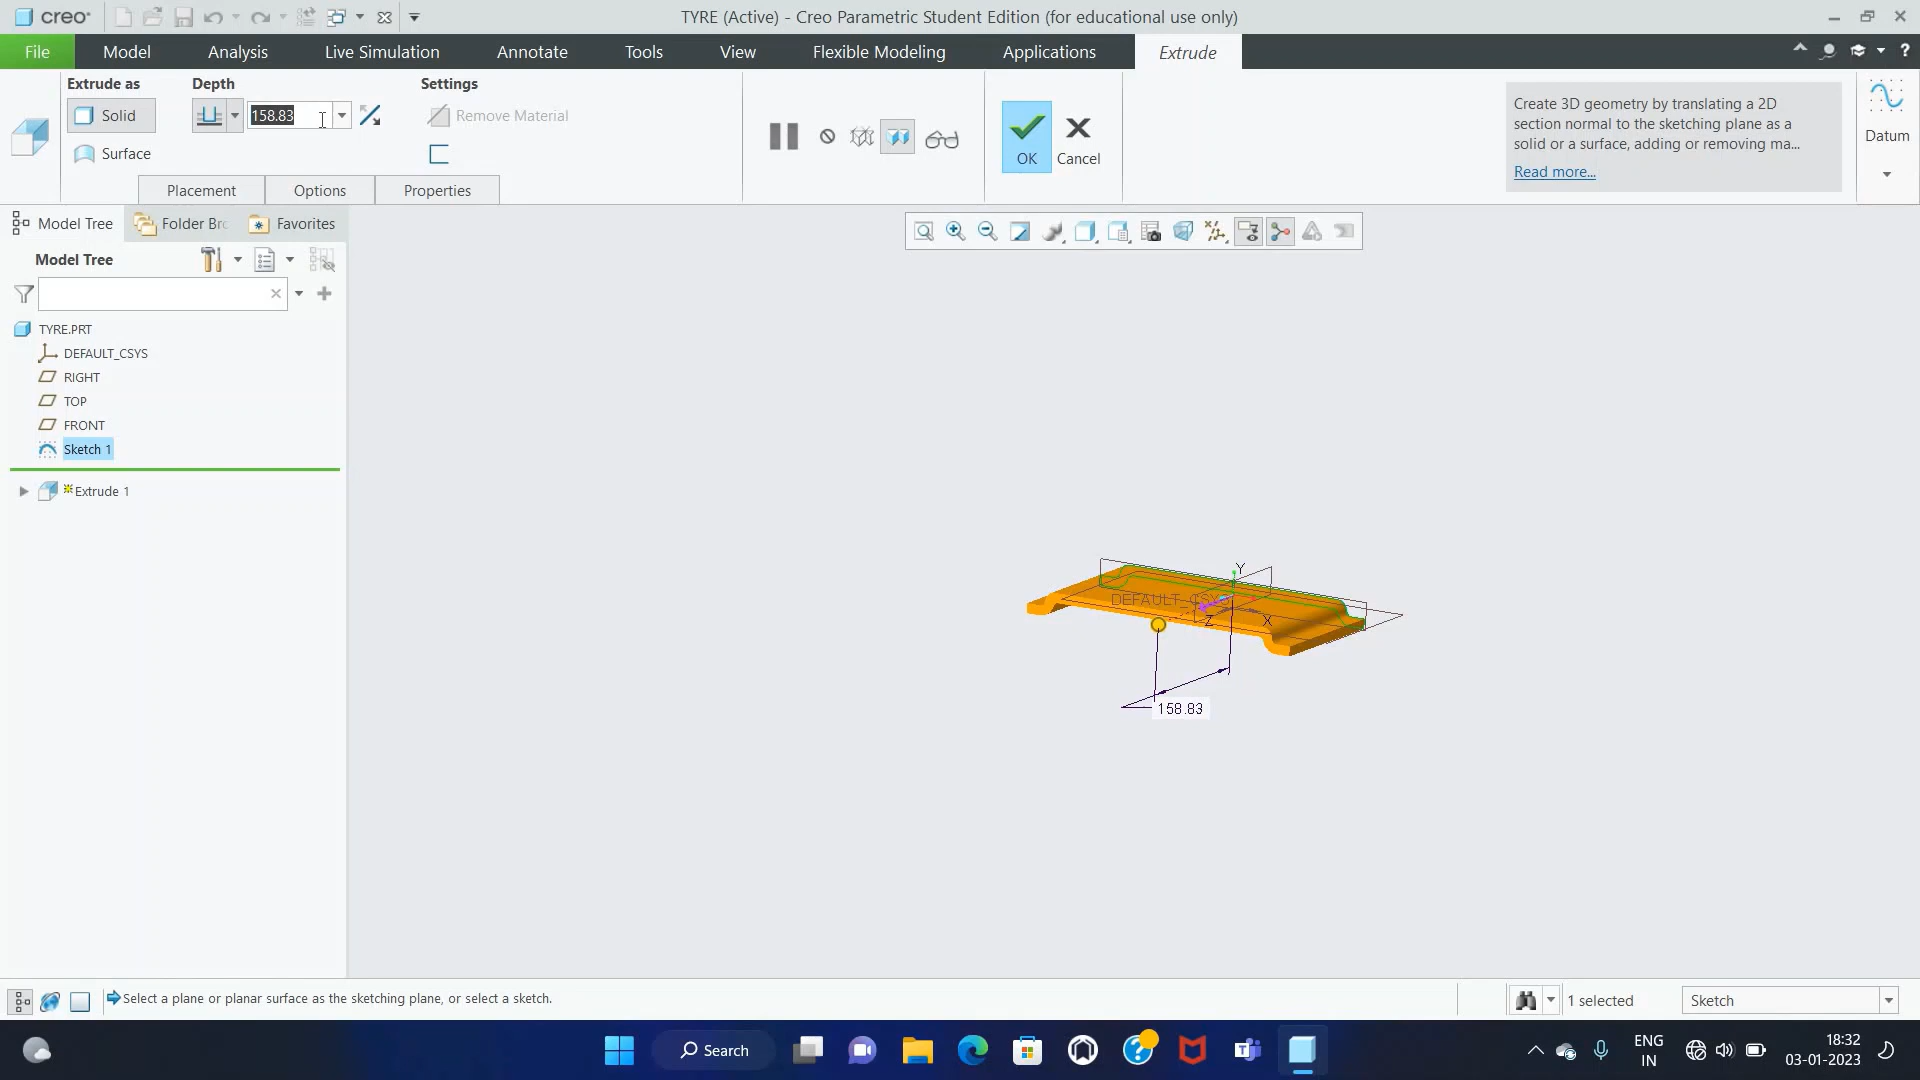 creo
TYRE (Active) - Creo Parametric Student Edition (for educational use only)
File Model Analysis Live Simulation Annotate Tools View Flexible Modeling Applications Extrude
Extrude as Depth Settings
Solid 158.83 Remove Material
Surface
OK Cancel
Placement Options Properties
Create 3D geometry by translating a 2D
section normal to the sketching plane as a
solid or a surface, adding or removing ma...
Read more...
Datum
Model Tree Folder Brc Favorites
Model Tree
TYRE.PRT
DEFAULT_CSYS
RIGHT
TOP
FRONT
Sketch 1
Extrude 1
Y
DEFAULT_CSYS
Z X
158.83
Select a plane or planar surface as the sketching plane, or select a sketch.
1 selected Sketch
Search
ENG
IN
18:32
03-01-2023